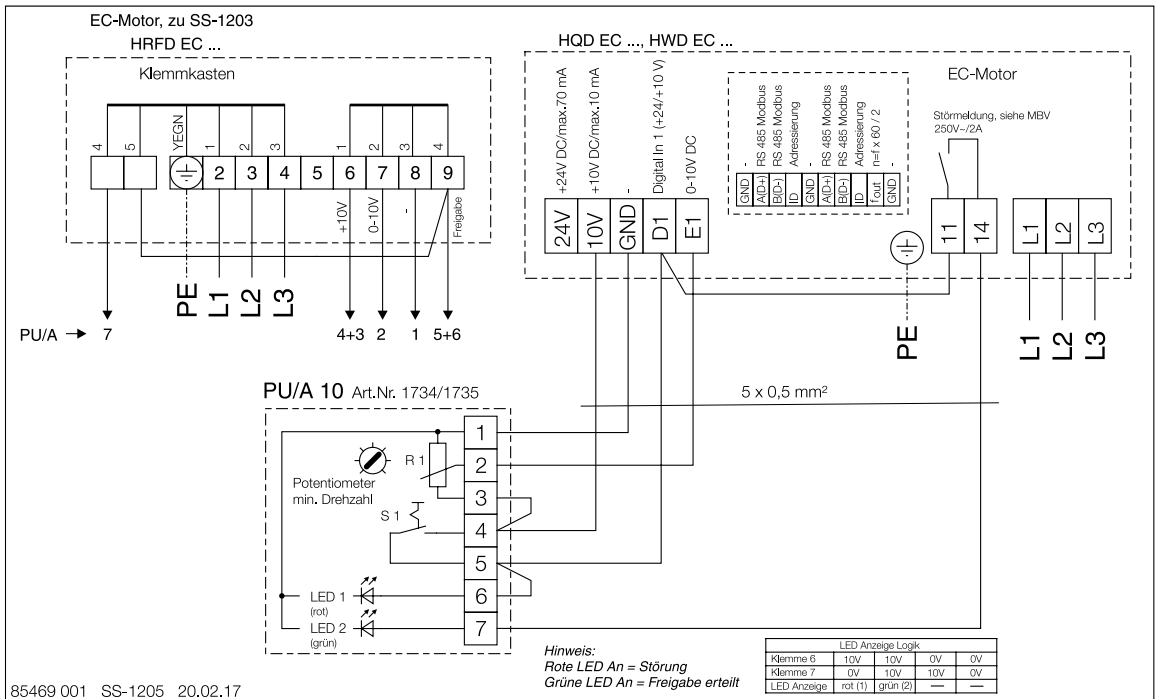 EC-Motor, zu SS-1203
HRFD EC ...
Klemmkasten
4 5 YEGN 1 2 3 1 2 3 4
2 3 4 5 6 7 8 9
+10V 0-10V - Freigabe
PE L1 L2 L3
PU/A → 7 4+3 2 1 5+6
HQD EC ..., HWD EC ...
+24V DC/max.70 mA
+10V DC/max.10 mA
-
Digital In 1 (+24/+10 V)
0-10V DC
24V 10V GND D1 E1
GND -
A(D+) RS 485 Modbus
B(D-) RS 485 Modbus
ID Adressierung
GND -
A(D+) RS 485 Modbus
B(D-) RS 485 Modbus
ID Adressierung
fout n=f x 60 / 2
GND -
EC-Motor
Störmeldung, siehe MBV
250V~/2A
11 14 L1 L2 L3
PE L1 L2 L3
5 x 0,5 mm²
PU/A 10 Art.Nr. 1734/1735
Potentiometer
min. Drehzahl
R 1
S 1
1
2
3
4
5
6
7
LED 1
(rot)
LED 2
(grün)
Hinweis:
Rote LED An = Störung
Grüne LED An = Freigabe erteilt
LED Anzeige Logik
Klemme 6 10V 10V 0V 0V
Klemme 7 0V 10V 10V 0V
LED Anzeige rot (1) grün (2) — —
85469 001 SS-1205 20.02.17